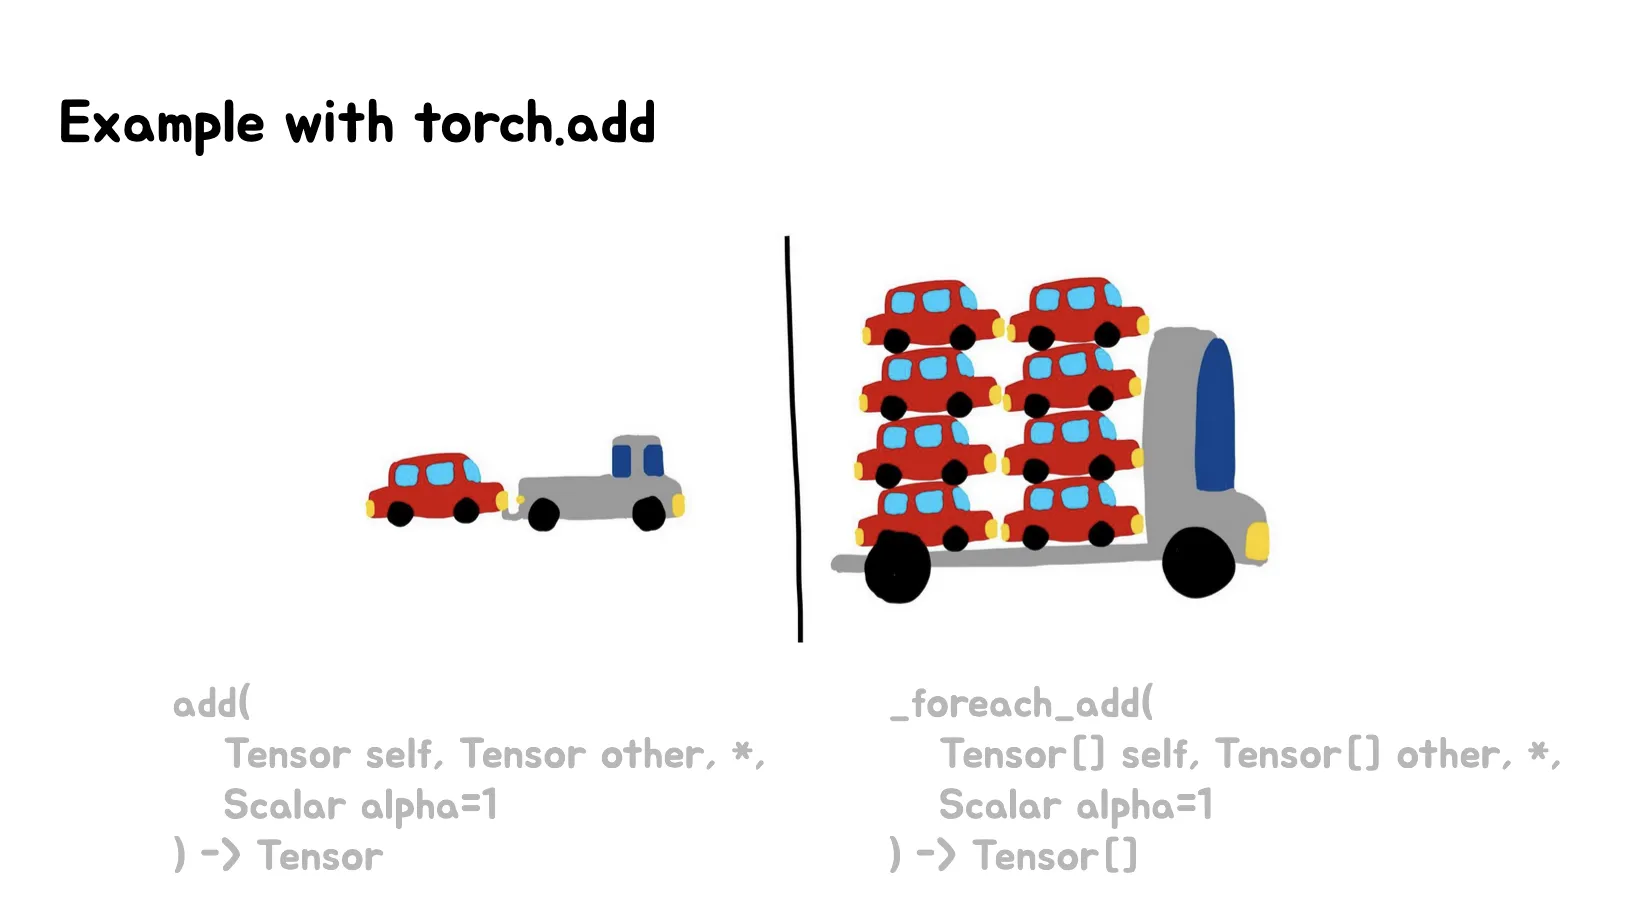 Example with torch.add
add(
Tensor self, Tensor other, *,
Scalar alpha=1
) -> Tensor
_foreach_add(
Tensor[] self, Tensor[] other, *,
Scalar alpha=1
) -> Tensor[]